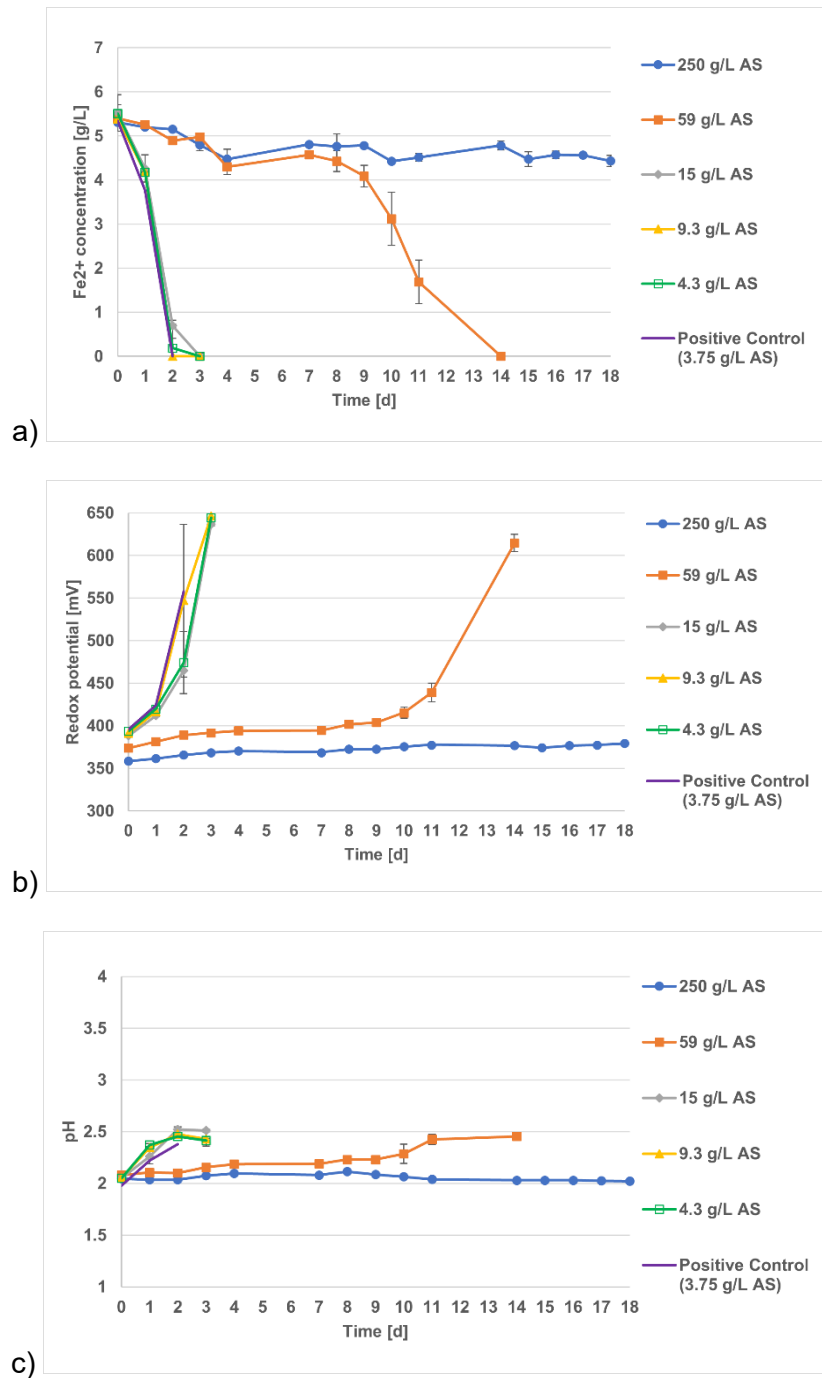 7
6
5
4
3
2
1
0
Fe2+ concentration [g/L]
0 1 2 3 4 5 6 7 8 9 10 11 12 13 14 15 16 17 18
Time [d]
250 g/L AS
59 g/L AS
15 g/L AS
9.3 g/L AS
4.3 g/L AS
Positive Control
(3.75 g/L AS)
a)
650
600
550
500
450
400
350
300
Redox potential [mV]
0 1 2 3 4 5 6 7 8 9 10 11 12 13 14 15 16 17 18
Time [d]
250 g/L AS
59 g/L AS
15 g/L AS
9.3 g/L AS
4.3 g/L AS
Positive Control
(3.75 g/L AS)
b)
4
3.5
3
2.5
2
1.5
1
pH
0 1 2 3 4 5 6 7 8 9 10 11 12 13 14 15 16 17 18
Time [d]
250 g/L AS
59 g/L AS
15 g/L AS
9.3 g/L AS
4.3 g/L AS
Positive Control
(3.75 g/L AS)
c)